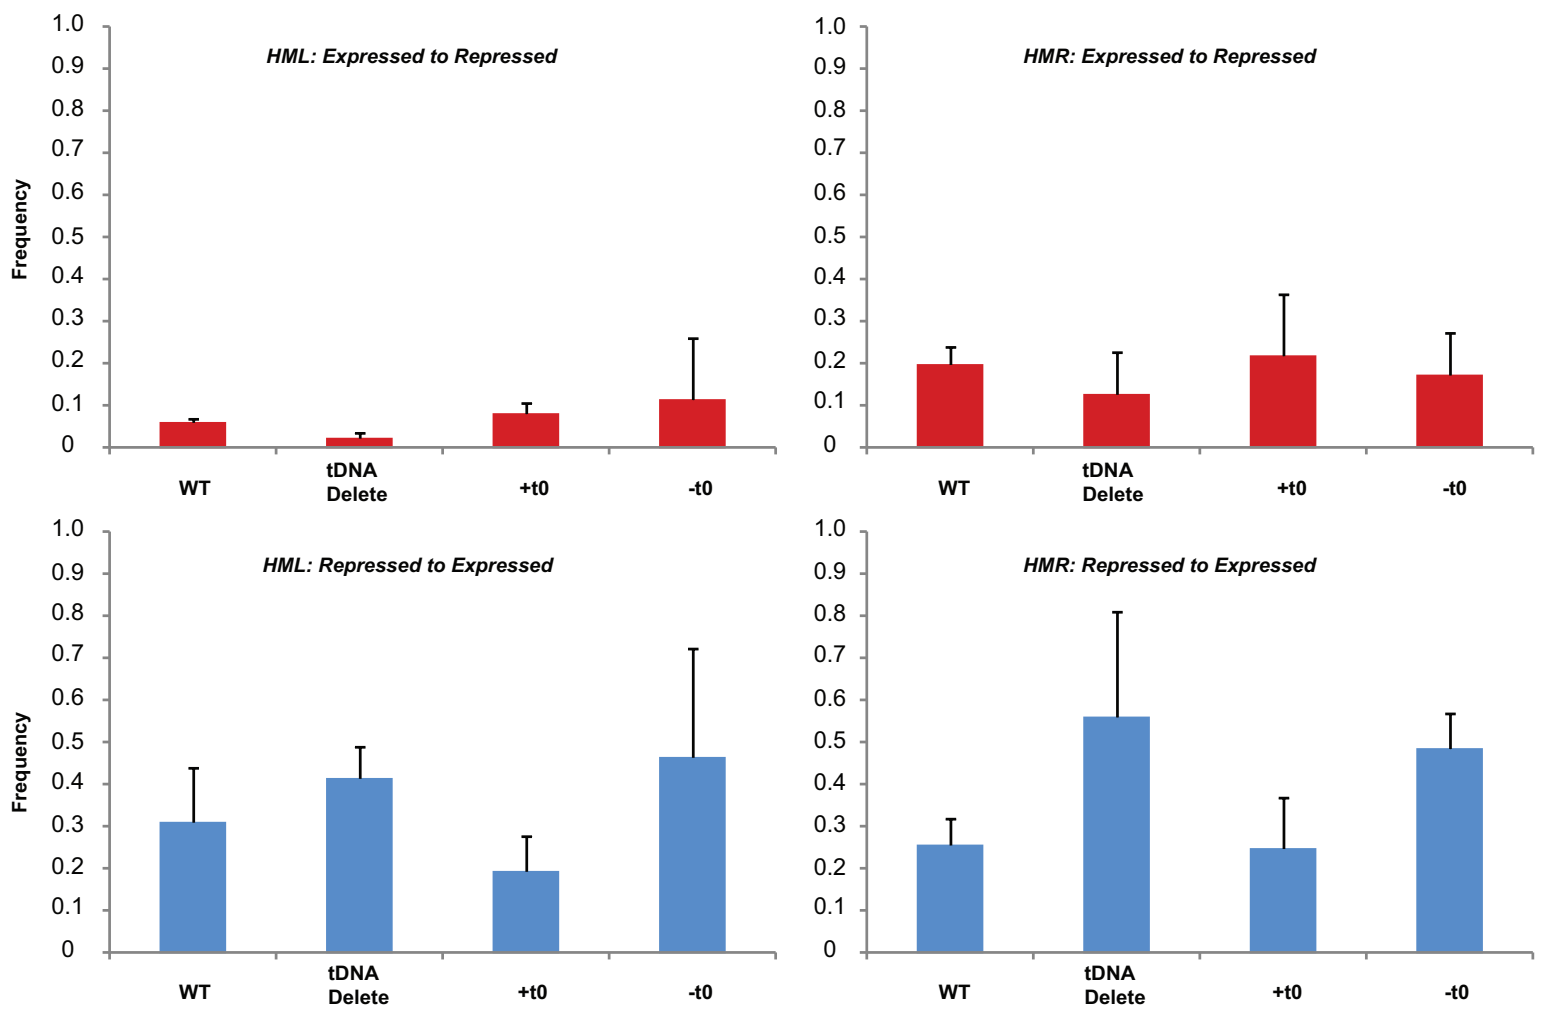 HML: Expressed to Repressed
Frequency
1.0
0.9
0.8
0.7
0.6
0.5
0.4
0.3
0.2
0.1
0
WT
tDNA
Delete
+t0
-t0
HMR: Expressed to Repressed
1.0
0.9
0.8
0.7
0.6
0.5
0.4
0.3
0.2
0.1
0
WT
tDNA
Delete
+t0
-t0
HML: Repressed to Expressed
Frequency
1.0
0.9
0.8
0.7
0.6
0.5
0.4
0.3
0.2
0.1
0
WT
tDNA
Delete
+t0
-t0
HMR: Repressed to Expressed
1.0
0.9
0.8
0.7
0.6
0.5
0.4
0.3
0.2
0.1
0
WT
tDNA
Delete
+t0
-t0